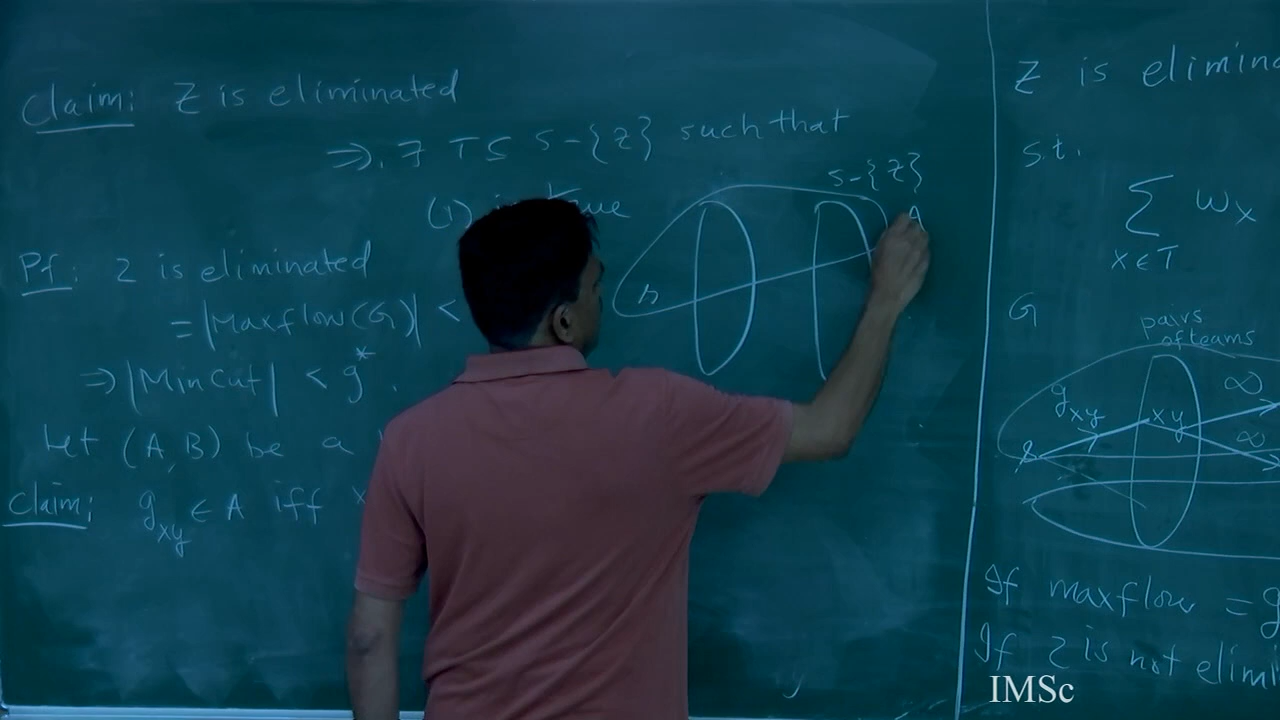 Claim: Z is eliminated
⇒ ∃ T ⊆ S-{Z} such that
(1) is true
Pf: Z is eliminated
= |Maxflow(G)| <
⇒ |MinCut| < g*.
Let (A, B) be a
Claim: g_xy ∈ A iff
S-{Z}
A
s
Z is elimin
s.t.
∑ w_x
x∈T
G
pairs
of teams
g_xy
xy
∞
∞
s
If maxflow = g
If Z is not elimi
IMSc